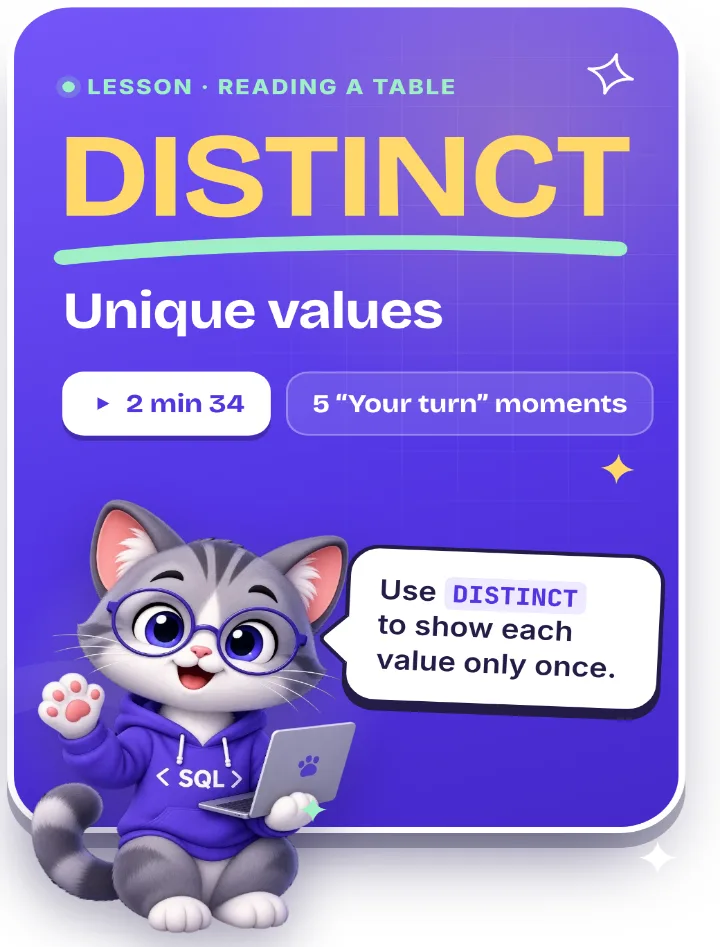 LESSON · READING A TABLE
DISTINCT
Unique values
2 min 34
5 “Your turn” moments
Use DISTINCT
to show each
value only once.
< SQL >